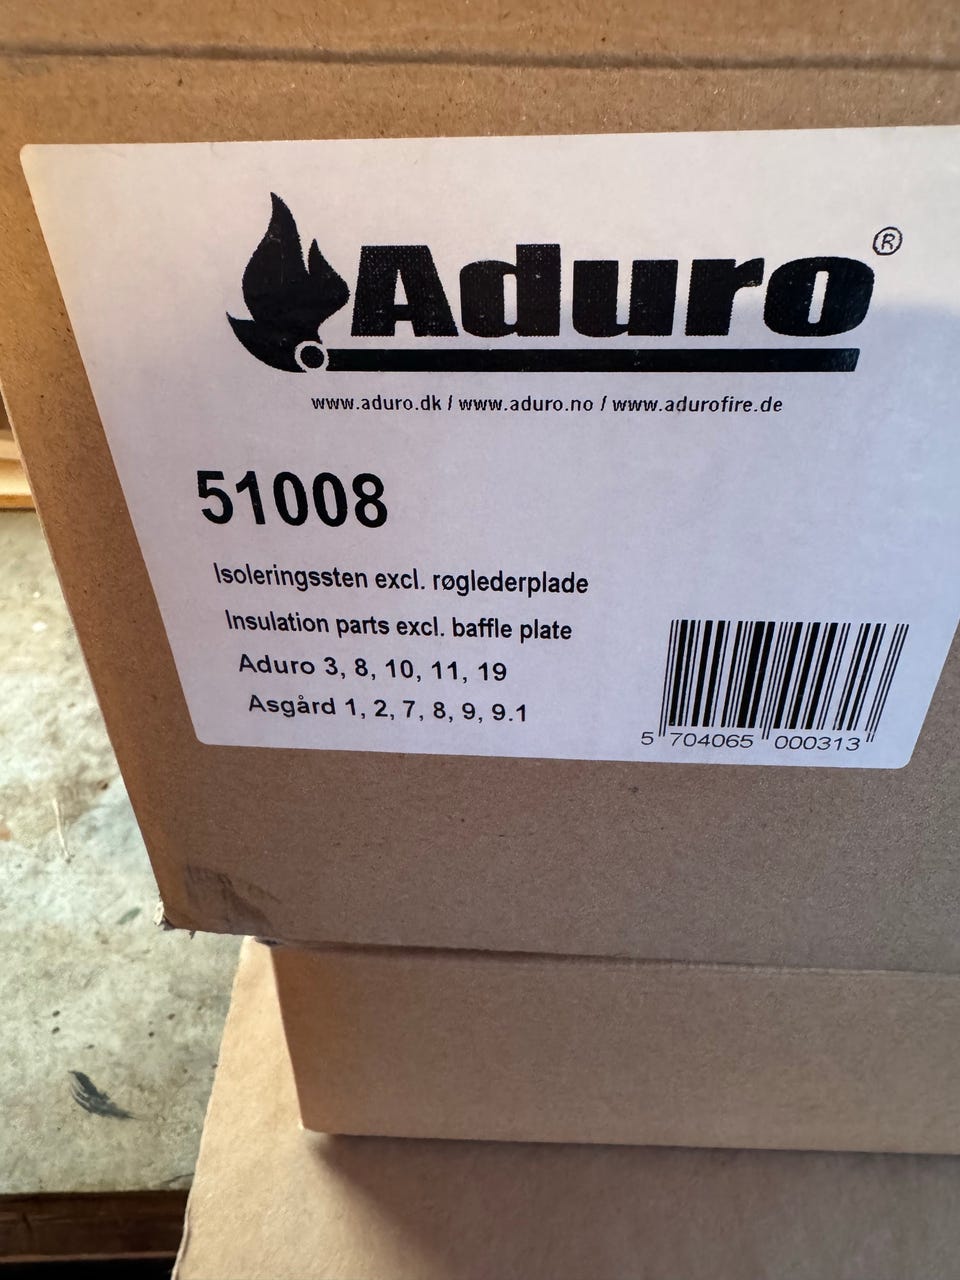 Aduro®
www.aduro.dk / www.aduro.no / www.adurofire.de
51008
Isoleringssten excl. røglederplade
Insulation parts excl. baffle plate
Aduro 3, 8, 10, 11, 19
Asgård 1, 2, 7, 8, 9, 9.1
5 704065 000313